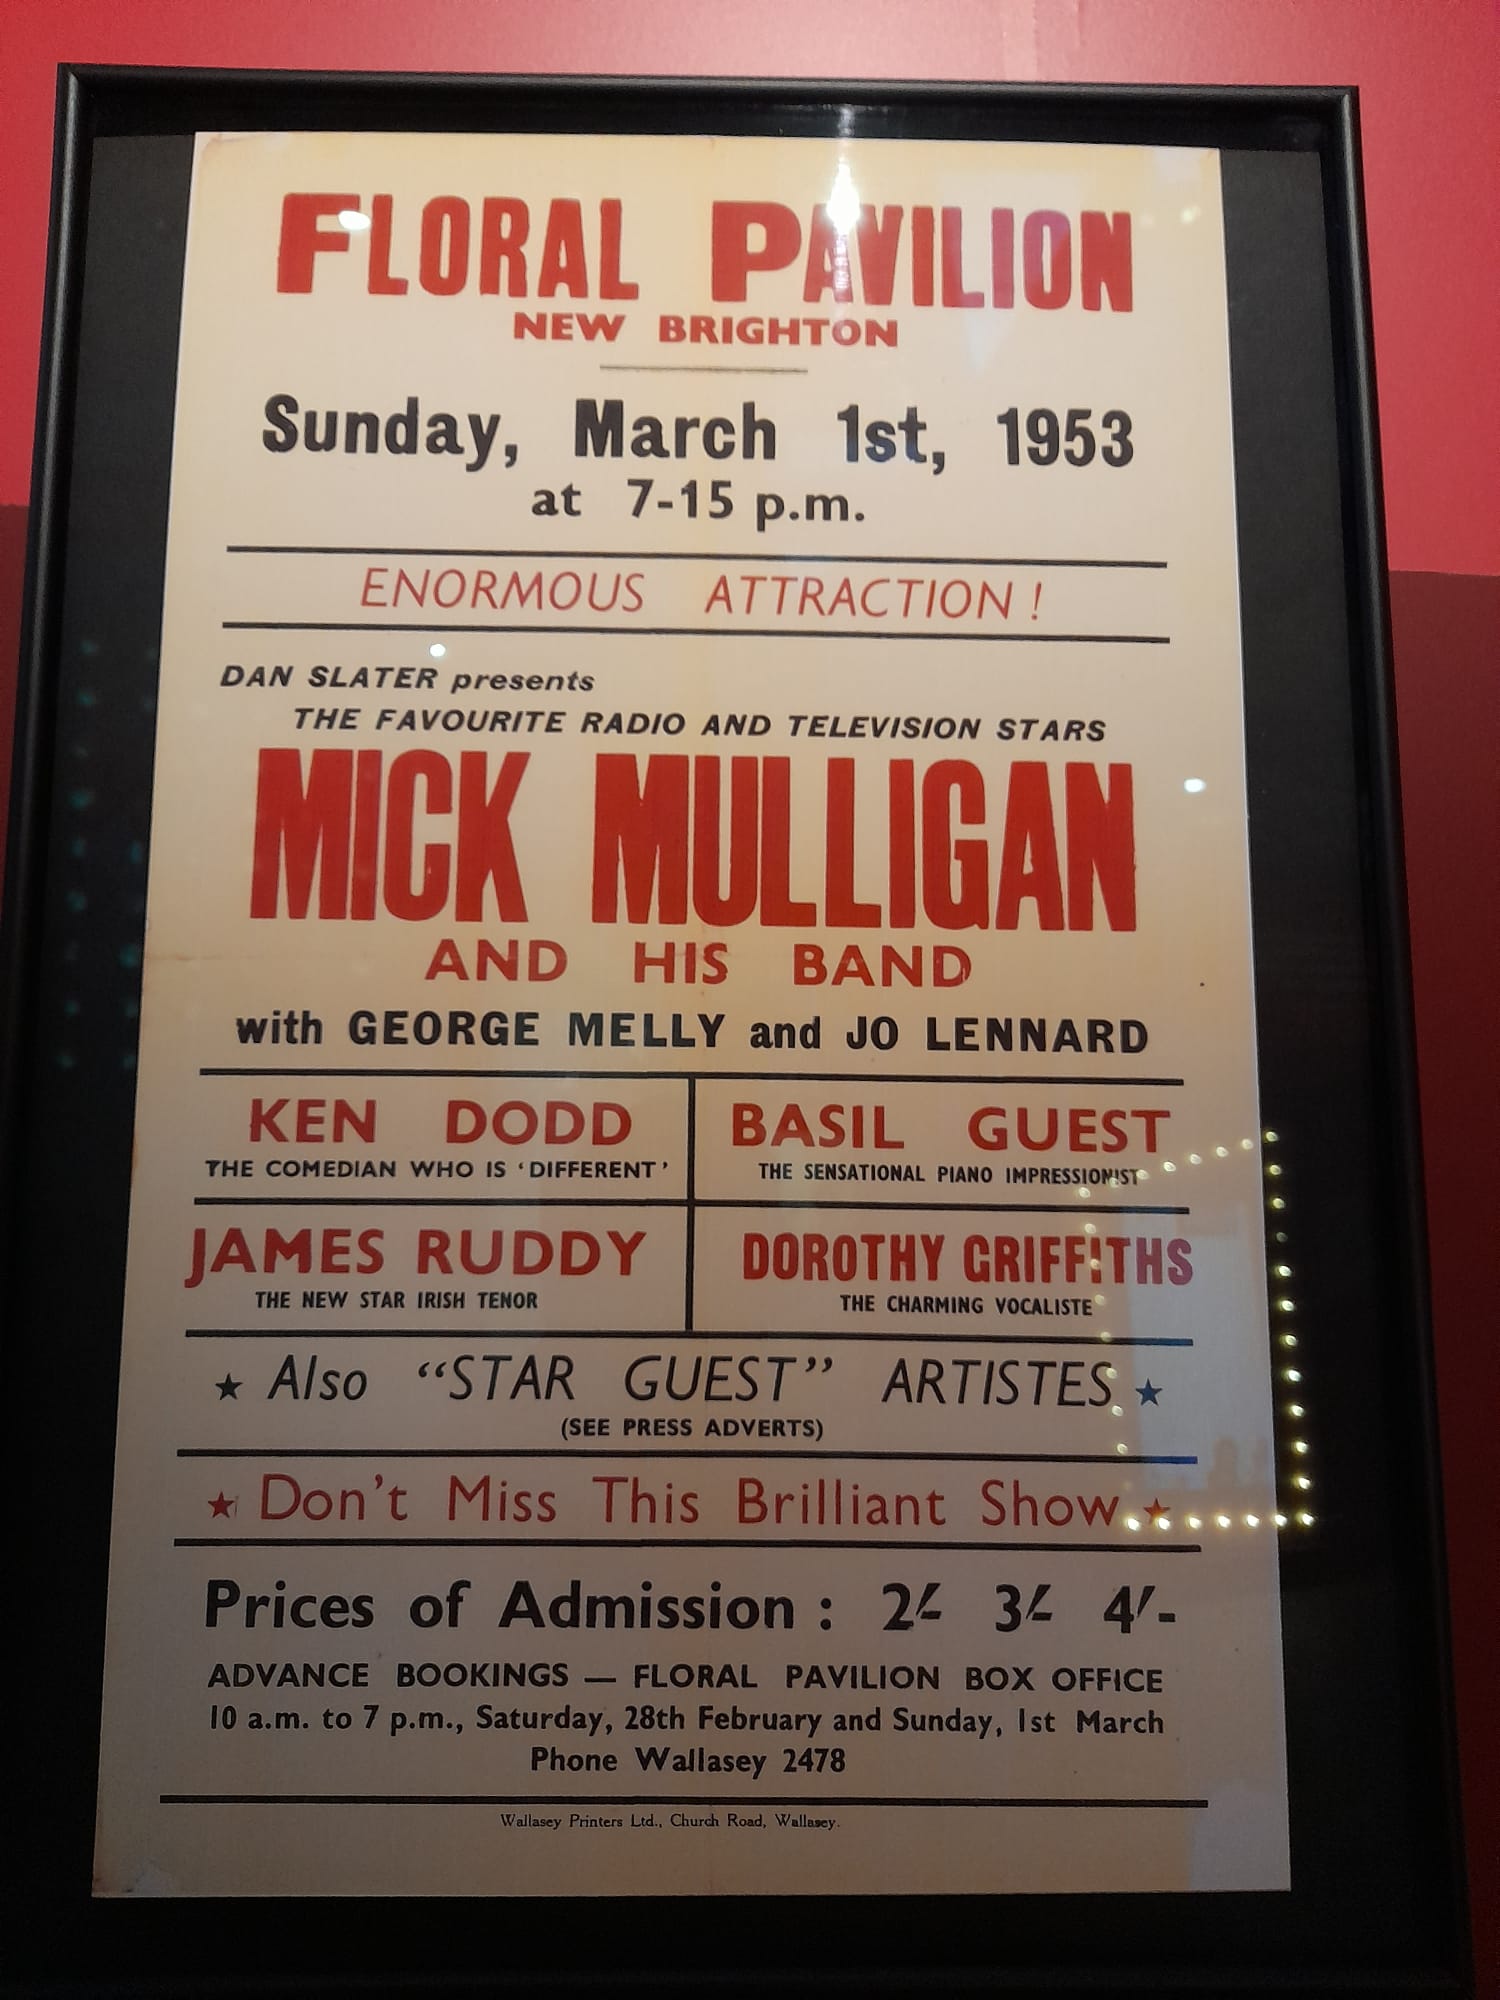 FLORAL PAVILION
NEW BRIGHTON
Sunday, March 1st, 1953
at 7-15 p.m.
ENORMOUS ATTRACTION!
DAN SLATER presents
THE FAVOURITE RADIO AND TELEVISION STARS
MICK MULLIGAN
AND HIS BAND
with GEORGE MELLY and JO LENNARD
KEN DODD
THE COMEDIAN WHO IS ‘DIFFERENT’
BASIL GUEST
THE SENSATIONAL PIANO IMPRESSIONIST
JAMES RUDDY
THE NEW STAR IRISH TENOR
DOROTHY GRIFFITHS
THE CHARMING VOCALISTE
★ Also “STAR GUEST” ARTISTES ★
(SEE PRESS ADVERTS)
★ Don't Miss This Brilliant Show ★
Prices of Admission : 2/- 3/- 4/-
ADVANCE BOOKINGS — FLORAL PAVILION BOX OFFICE
10 a.m. to 7 p.m., Saturday, 28th February and Sunday, 1st March
Phone Wallasey 2478
Wallasey Printers Ltd., Church Road, Wallasey.